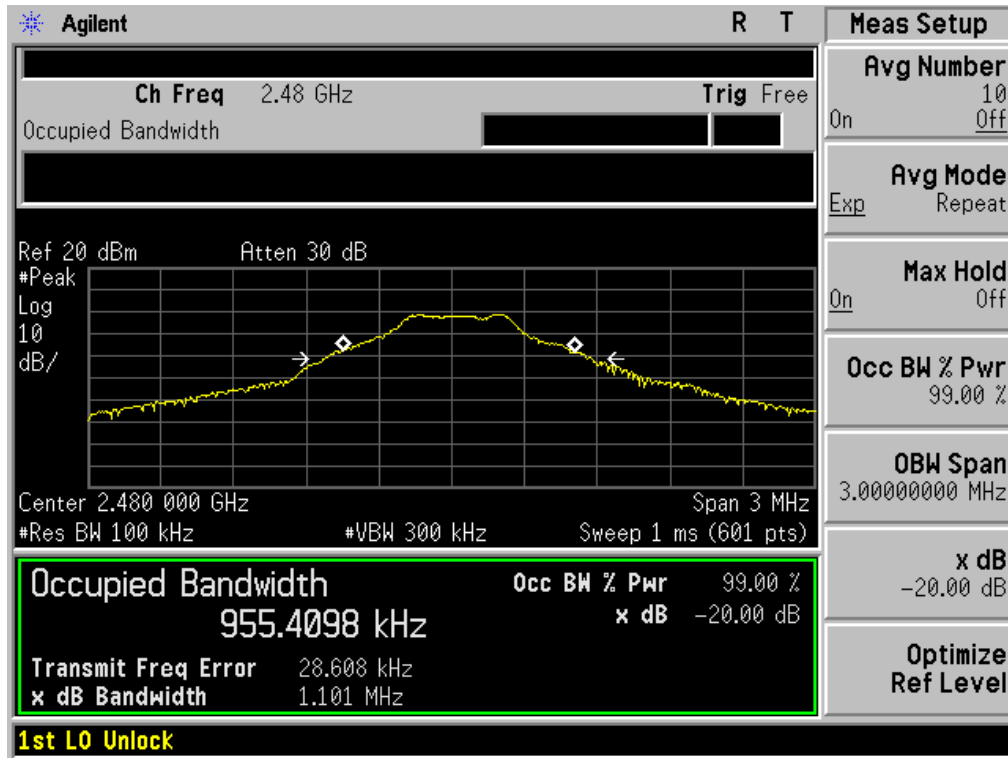 Agilent R T
Ch Freq 2.48 GHz Trig Free
Occupied Bandwidth
Ref 20 dBm Atten 30 dB
#Peak
Log
10
dB/
Center 2.480 000 GHz Span 3 MHz
#Res BW 100 kHz #VBW 300 kHz Sweep 1 ms (601 pts)
Occupied Bandwidth Occ BW % Pwr 99.00 %
955.4098 kHz x dB -20.00 dB
Transmit Freq Error 28.608 kHz
x dB Bandwidth 1.101 MHz
1st LO Unlock
Meas Setup
Avg Number
10
On Off
Avg Mode
Exp Repeat
Max Hold
On Off
Occ BW % Pwr
99.00 %
OBW Span
3.00000000 MHz
x dB
-20.00 dB
Optimize
Ref Level